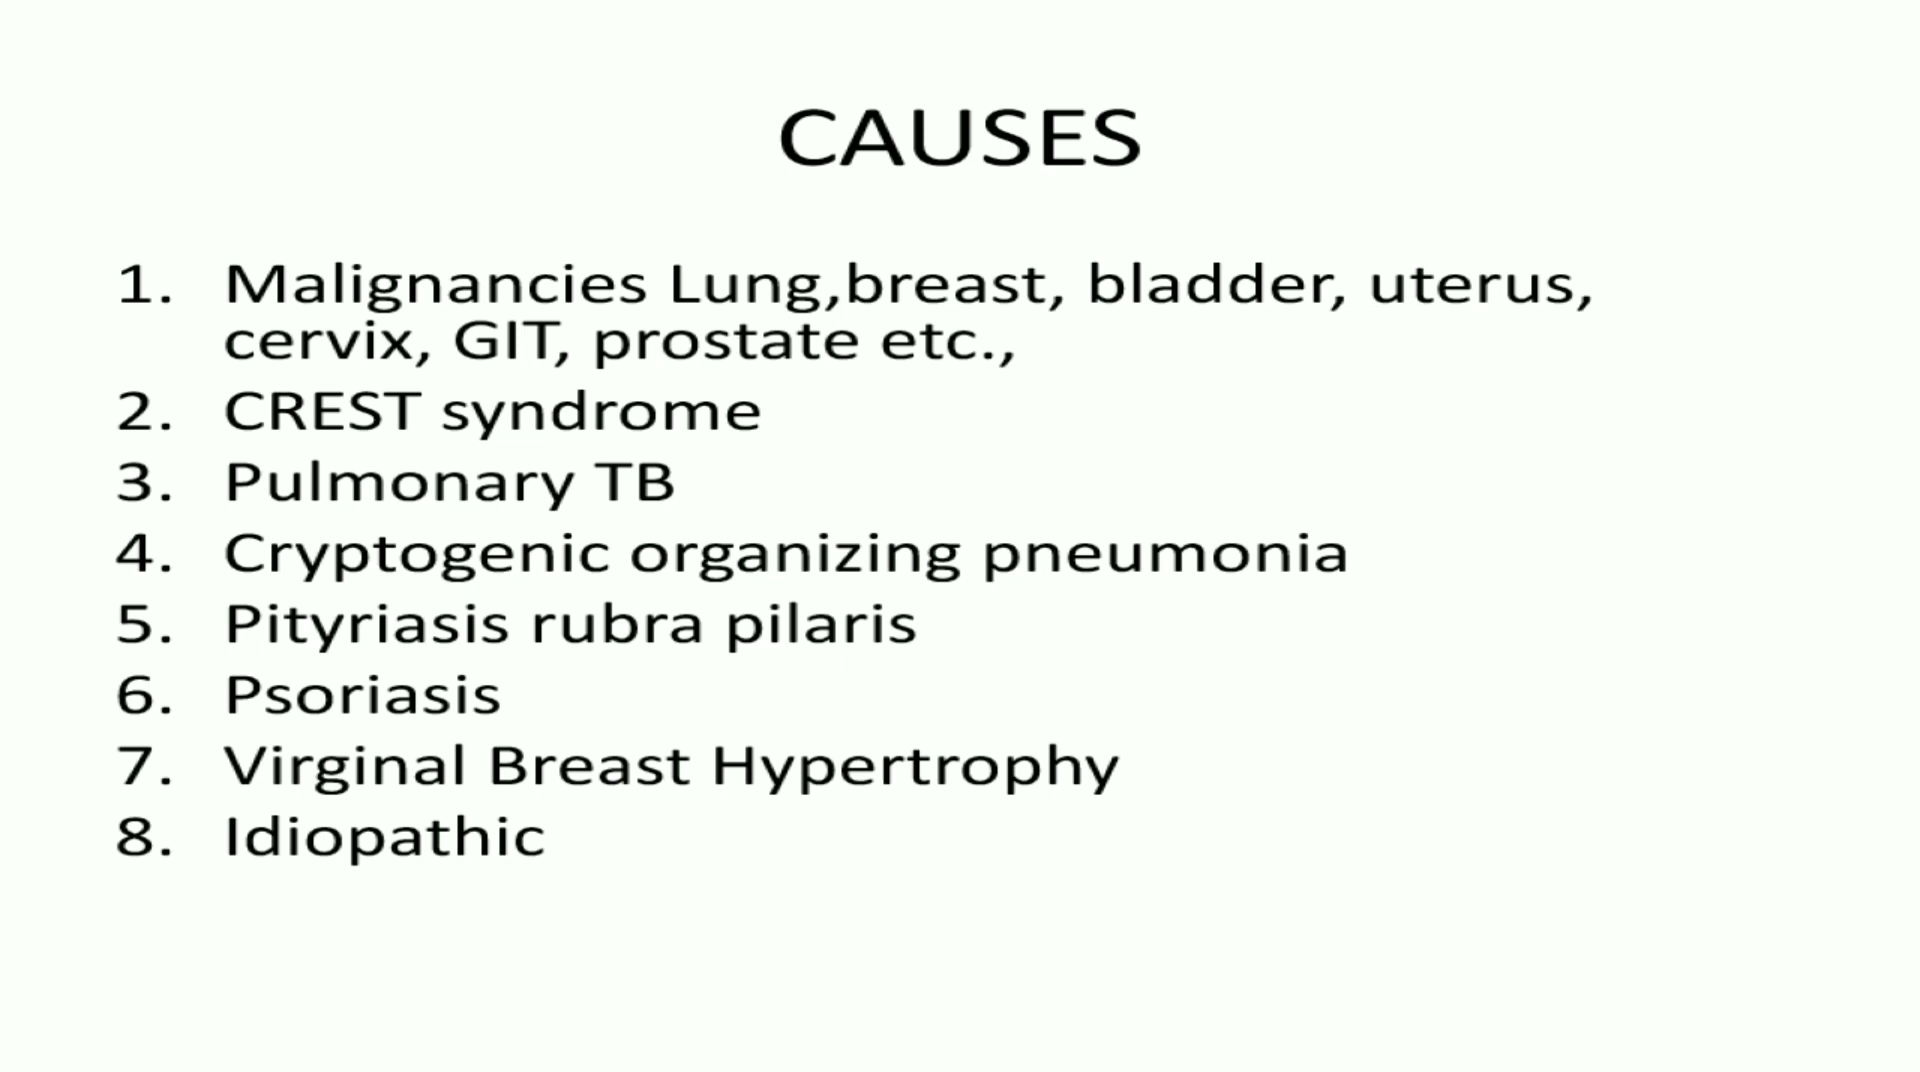 CAUSES
1. Malignancies Lung,breast, bladder, uterus,
cervix, GIT, prostate etc.,
2. CREST syndrome
3. Pulmonary TB
4. Cryptogenic organizing pneumonia
5. Pityriasis rubra pilaris
6. Psoriasis
7. Virginal Breast Hypertrophy
8. Idiopathic